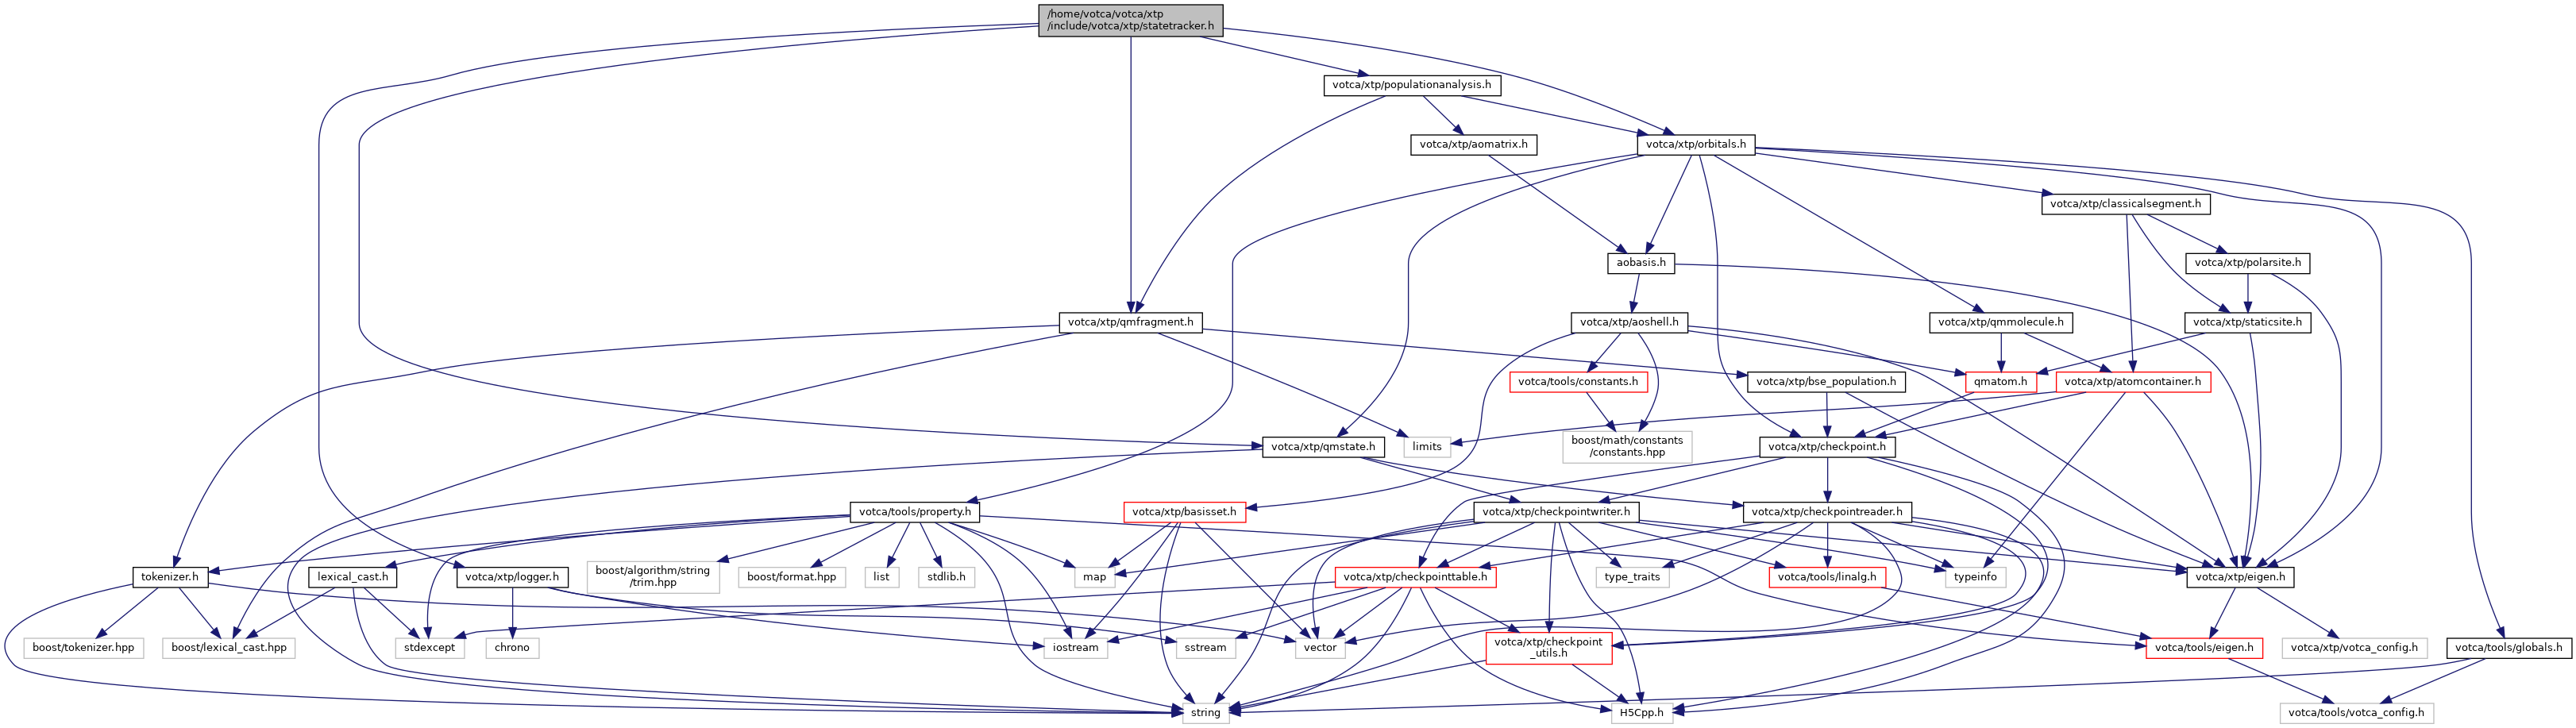 /home/votca/votca/xtp
/include/votca/xtp/statetracker.h
votca/xtp/populationanalysis.h
votca/xtp/aomatrix.h
votca/xtp/orbitals.h
votca/xtp/classicalsegment.h
aobasis.h
votca/xtp/polarsite.h
votca/xtp/qmfragment.h
votca/xtp/aoshell.h
votca/xtp/qmmolecule.h
votca/xtp/staticsite.h
votca/tools/constants.h
votca/xtp/bse_population.h
qmatom.h
votca/xtp/atomcontainer.h
votca/xtp/qmstate.h
limits
boost/math/constants
/constants.hpp
votca/xtp/checkpoint.h
votca/tools/property.h
votca/xtp/basisset.h
votca/xtp/checkpointwriter.h
votca/xtp/checkpointreader.h
tokenizer.h
lexical_cast.h
votca/xtp/logger.h
boost/algorithm/string
/trim.hpp
boost/format.hpp
list
stdlib.h
map
votca/xtp/checkpointtable.h
type_traits
votca/tools/linalg.h
typeinfo
votca/xtp/eigen.h
boost/tokenizer.hpp
boost/lexical_cast.hpp
stdexcept
chrono
iostream
sstream
vector
votca/xtp/checkpoint
_utils.h
votca/tools/eigen.h
votca/xtp/votca_config.h
votca/tools/globals.h
string
H5Cpp.h
votca/tools/votca_config.h